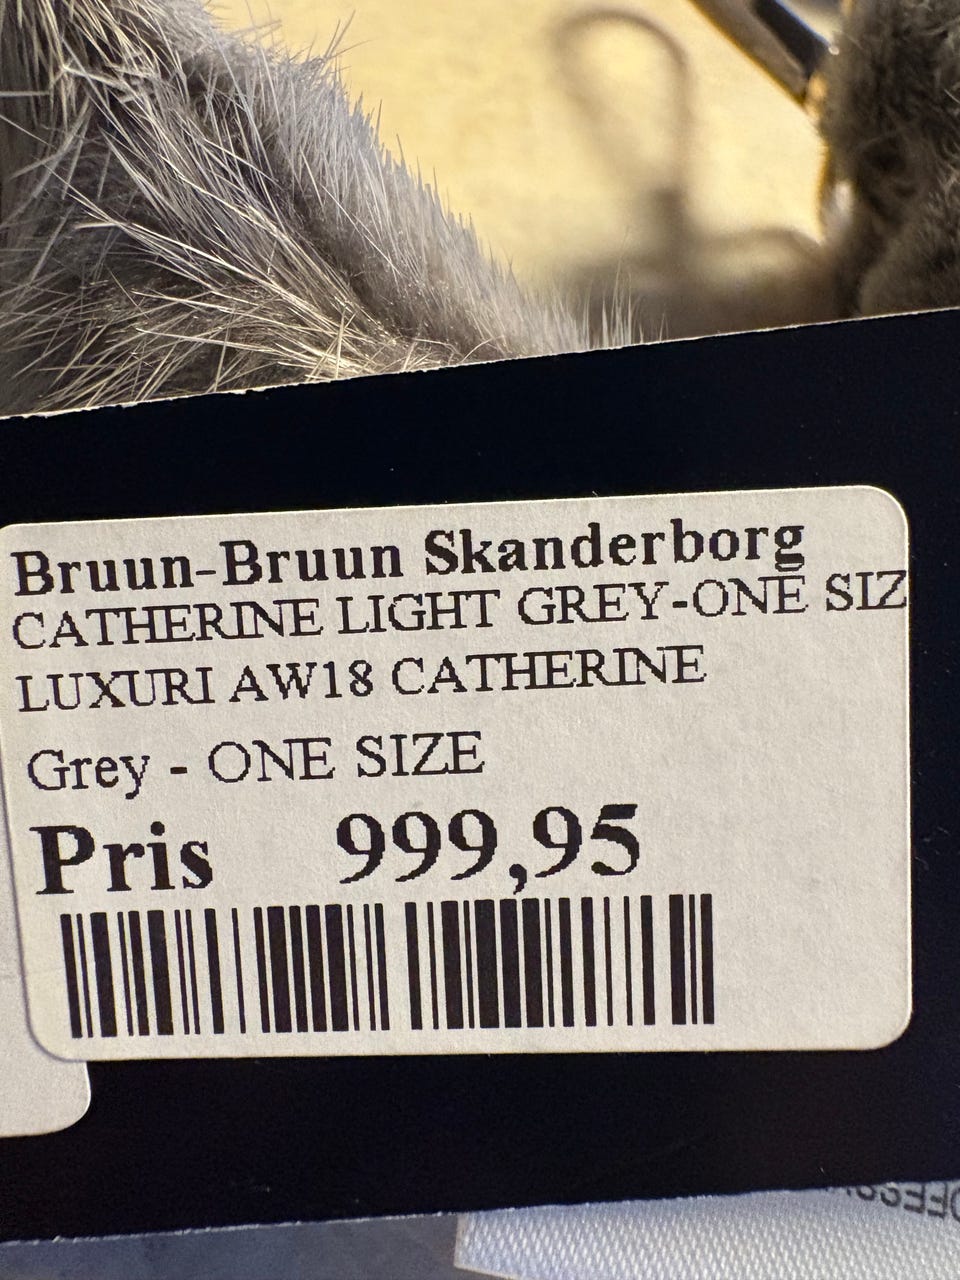 Bruun-Bruun Skanderborg
CATHERINE LIGHT GREY-ONE SIZ
LUXURI AW18 CATHERINE
Grey - ONE SIZE
Pris 999,95